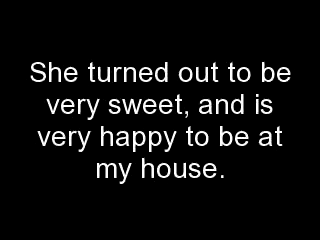 She turned out to be
very sweet, and is
very happy to be at
my house.